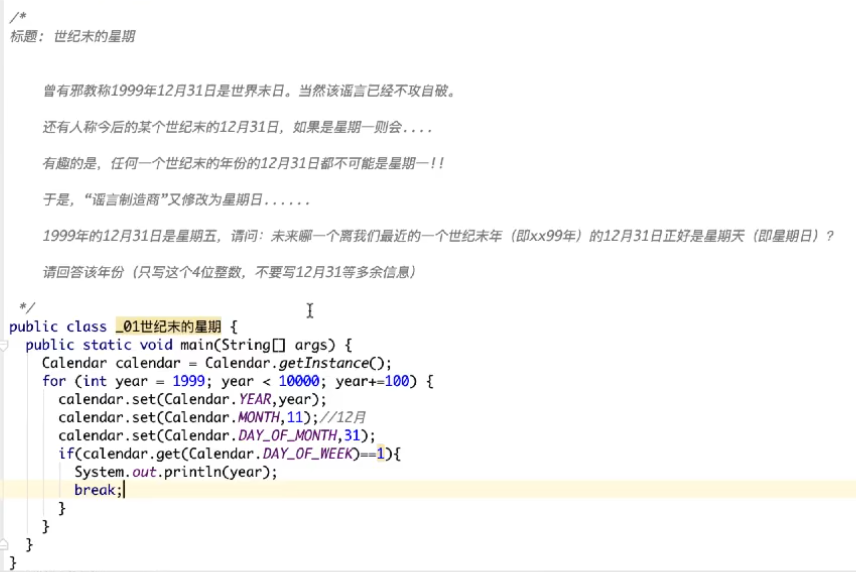 /*
标题: 世纪末的星期
曾有邪教称1999年12月31日是世界末日。当然该谣言已经不攻自破。
还有人称今后的某个世纪末的12月31日，如果是星期一则会....
有趣的是，任何一个世纪末的年份的12月31日都不可能是星期一!!
于是，“谣言制造商”又修改为星期日......
1999年的12月31日是星期五，请问：未来哪一个离我们最近的一个世纪末年（即xx99年）的12月31日正好是星期天（即星期日）？
请回答该年份（只写这个4位整数，不要写12月31等多余信息）
*/
public class _01世纪末的星期 {
public static void main(String[] args) {
Calendar calendar = Calendar.getInstance();
for (int year = 1999; year < 10000; year+=100) {
calendar.set(Calendar.YEAR,year);
calendar.set(Calendar.MONTH,11);//12月
calendar.set(Calendar.DAY_OF_MONTH,31);
if(calendar.get(Calendar.DAY_OF_WEEK)==1){
System.out.println(year);
break;
}
}
}
}